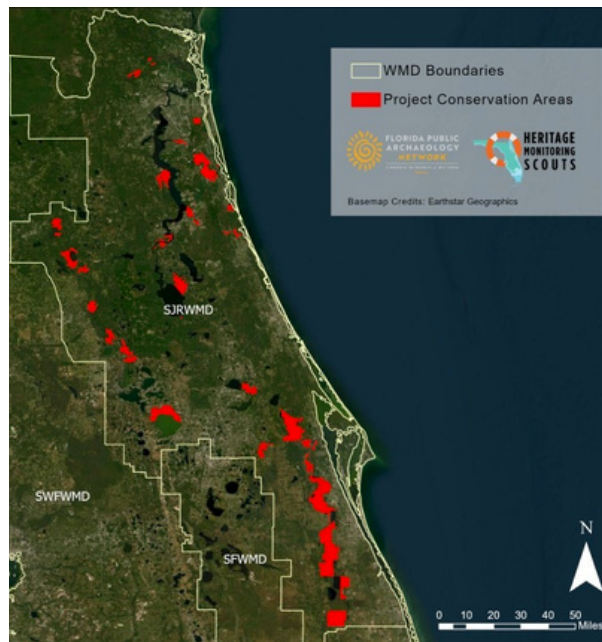 WMD Boundaries
Project Conservation Areas
FLORIDA PUBLIC
ARCHAEOLOGY
NETWORK
HERITAGE
MONITORING
SCOUTS
Basemap Credits: Earthstar Geographics
SJRWMD
SWFWMD
SFWMD
N
0 10 20 30 40 50
Miles